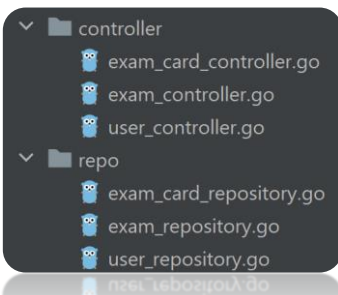 controller
exam_card_controller.go
exam_controller.go
user_controller.go
repo
exam_card_repository.go
exam_repository.go
user_repository.go